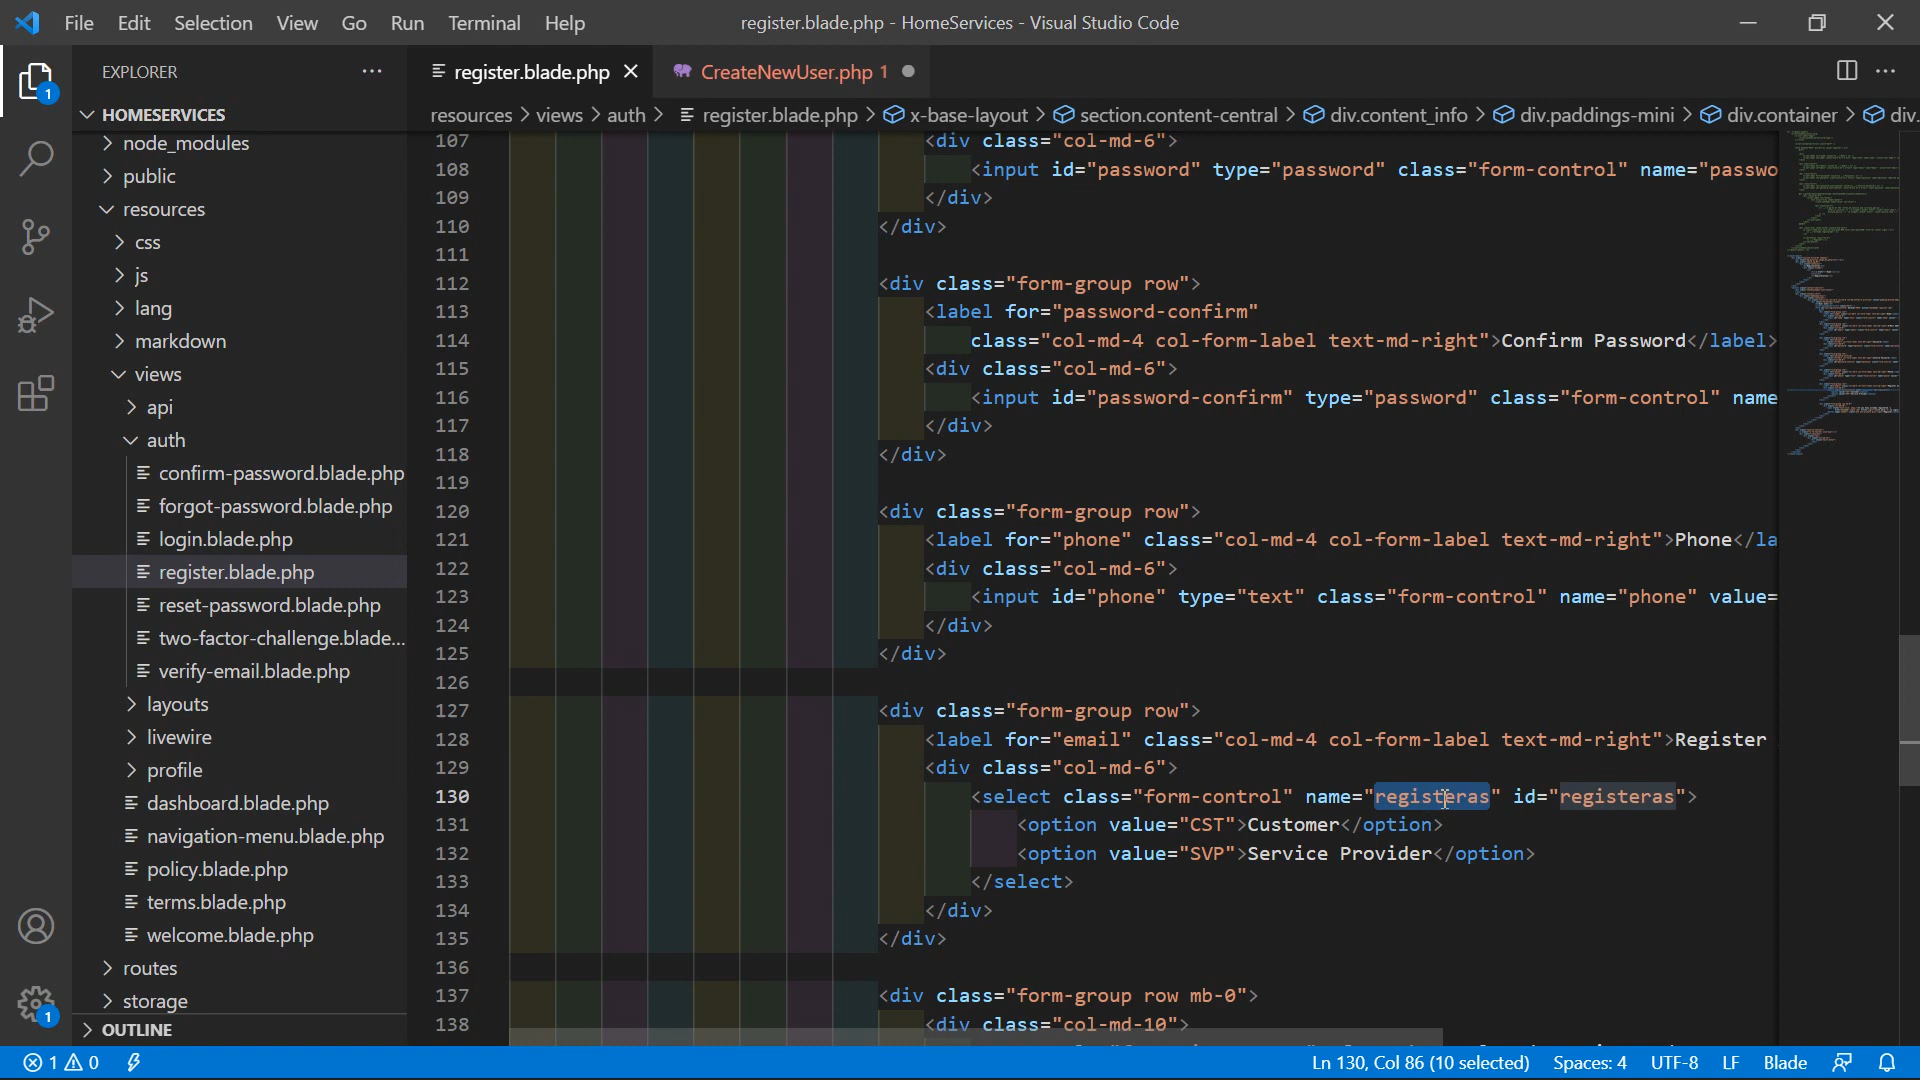 File Edit Selection View Go Run Terminal Help
register.blade.php - HomeServices - Visual Studio Code
EXPLORER
register.blade.php
CreateNewUser.php 1
HOMESERVICES
resources > views > auth > register.blade.php > x-base-layout > section.content-central > div.content_info > div.paddings-mini > div.container > div.
node_modules
public
resources
css
js
lang
markdown
views
api
auth
confirm-password.blade.php
forgot-password.blade.php
login.blade.php
register.blade.php
reset-password.blade.php
two-factor-challenge.blade...
verify-email.blade.php
layouts
livewire
profile
dashboard.blade.php
navigation-menu.blade.php
policy.blade.php
terms.blade.php
welcome.blade.php
routes
storage
OUTLINE
107 <div class="col-md-6">
108 <input id="password" type="password" class="form-control" name="passwo
109 </div>
110 </div>
111
112 <div class="form-group row">
113 <label for="password-confirm"
114 class="col-md-4 col-form-label text-md-right">Confirm Password</label>
115 <div class="col-md-6">
116 <input id="password-confirm" type="password" class="form-control" name
117 </div>
118 </div>
119
120 <div class="form-group row">
121 <label for="phone" class="col-md-4 col-form-label text-md-right">Phone</la
122 <div class="col-md-6">
123 <input id="phone" type="text" class="form-control" name="phone" value=
124 </div>
125 </div>
126
127 <div class="form-group row">
128 <label for="email" class="col-md-4 col-form-label text-md-right">Register
129 <div class="col-md-6">
130 <select class="form-control" name="registeras" id="registeras">
131 <option value="CST">Customer</option>
132 <option value="SVP">Service Provider</option>
133 </select>
134 </div>
135 </div>
136
137 <div class="form-group row mb-0">
138 <div class="col-md-10">
1
1
1 0
Ln 130, Col 86 (10 selected) Spaces: 4 UTF-8 LF Blade